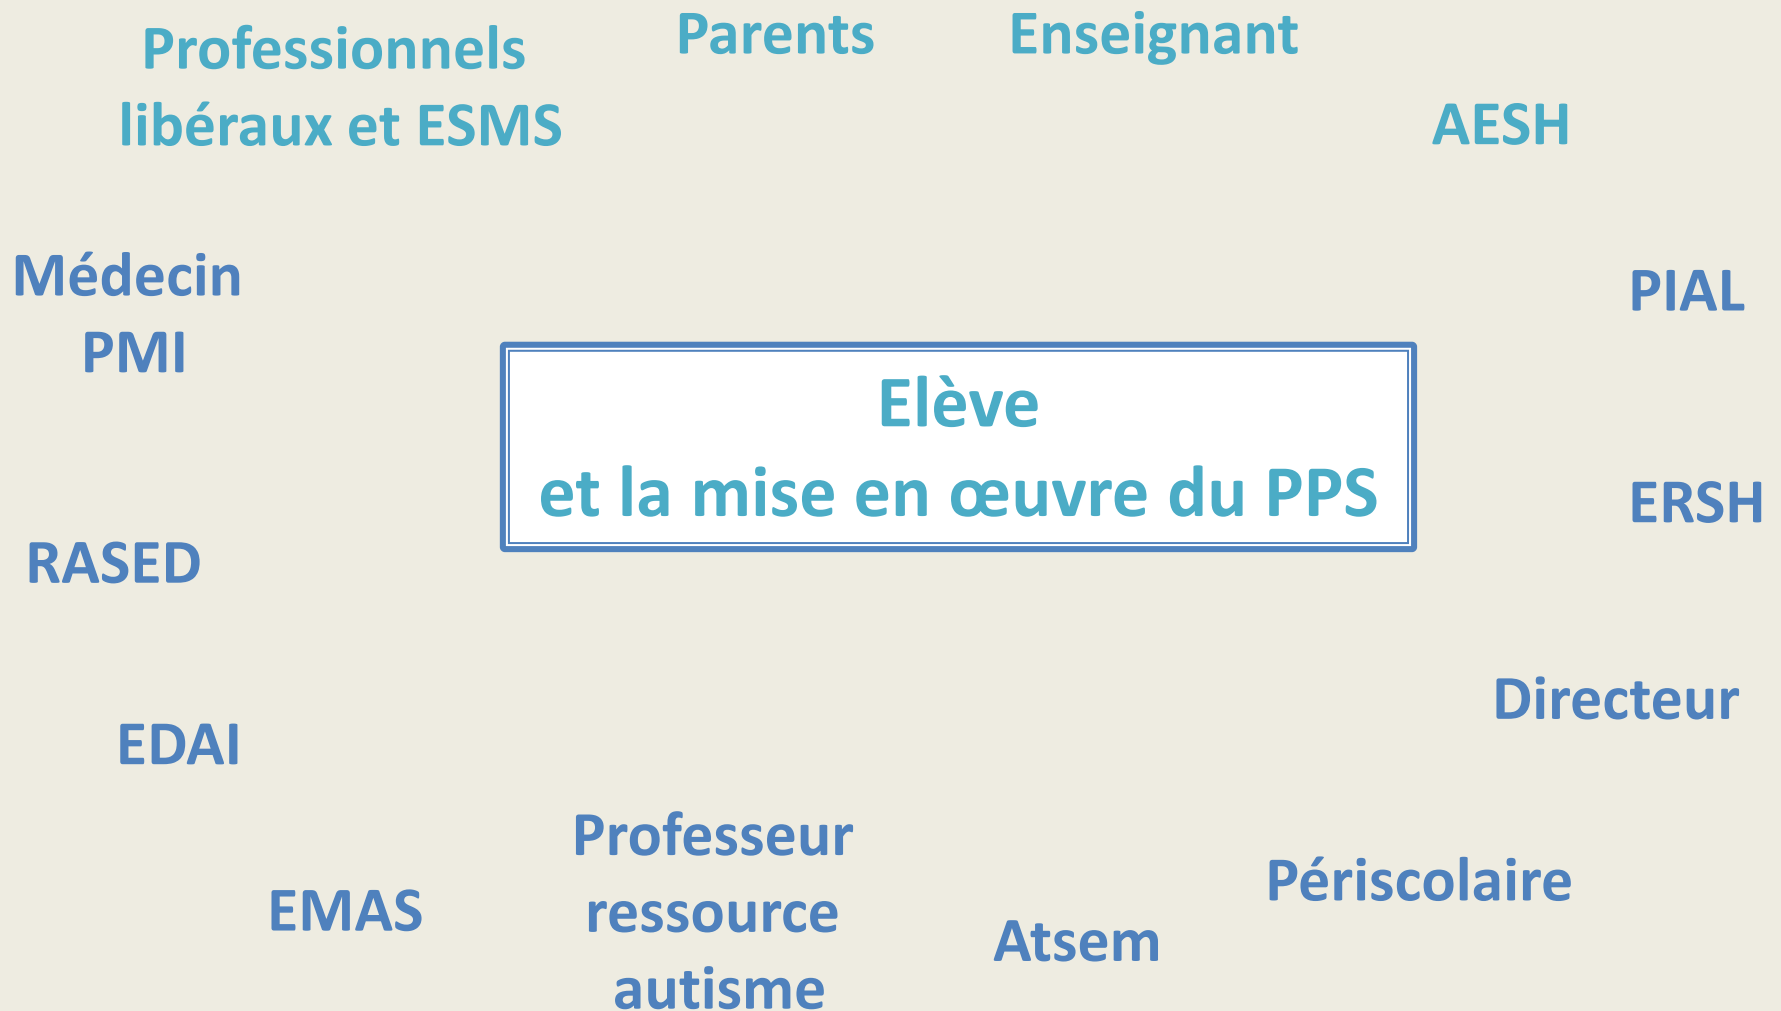 Professionnels
libéraux et ESMS
Parents
Enseignant
AESH
Médecin
PMI
PIAL
Elève
et la mise en œuvre du PPS
ERSH
RASED
Directeur
EDAI
Professeur
ressource
autisme
EMAS
Atsem
Périscolaire